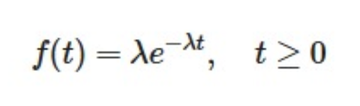 f(t) = λe^{−λt}, t ≥ 0